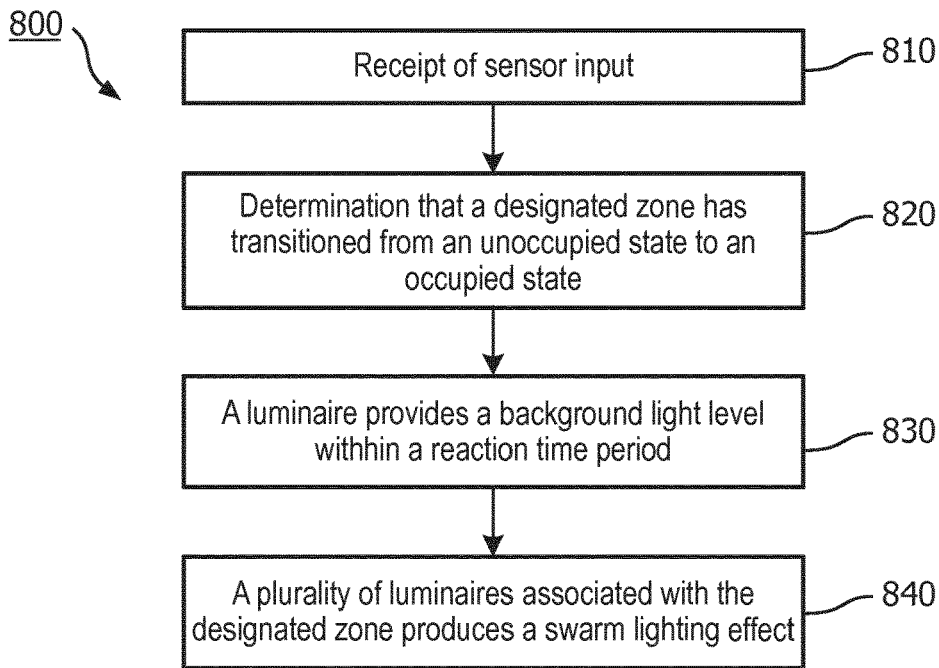 800
Receipt of sensor input
810
Determination that a designated zone has
transitioned from an unoccupied state to an
occupied state
820
A luminaire provides a background light level
withhin a reaction time period
830
A plurality of luminaires associated with the
designated zone produces a swarm lighting effect
840